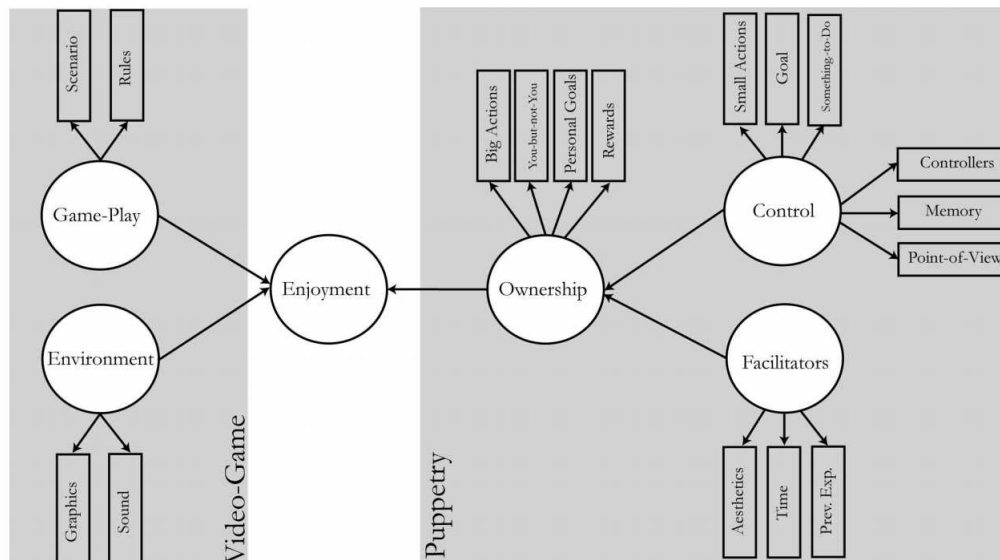 Scenario
Rules
Game-Play
Environment
Graphics
Sound
Video-Game
Enjoyment
Puppetry
Big Actions
You-but-not-You
Personal Goals
Rewards
Ownership
Small Actions
Goal
Something-to-Do
Control
Controllers
Memory
Point-of-View
Facilitators
Aesthetics
Time
Prev. Exp.